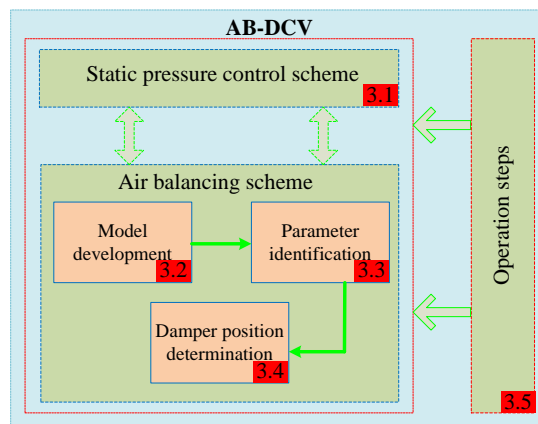 AB-DCV
Static pressure control scheme
3.1
Air balancing scheme
Model
development
3.2
Parameter
identification
3.3
Damper position
determination
3.4
Operation steps
3.5